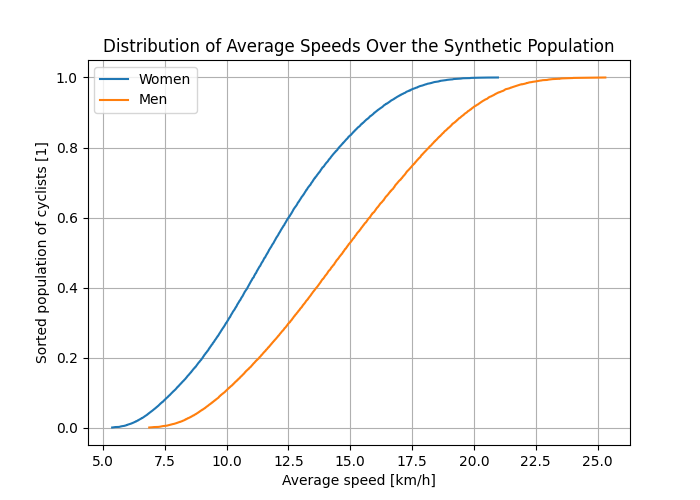 Distribution of Average Speeds Over the Synthetic Population
Women
Men
Sorted population of cyclists [1]
1.0
0.8
0.6
0.4
0.2
0.0
5.0 7.5 10.0 12.5 15.0 17.5 20.0 22.5 25.0
Average speed [km/h]